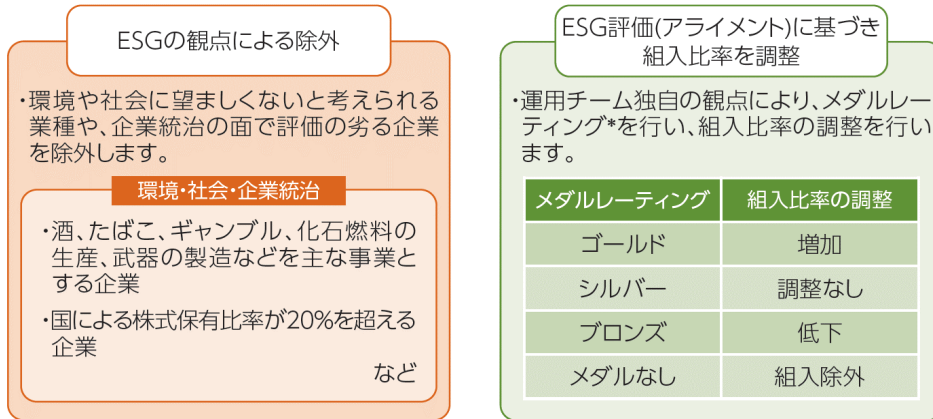 ESGの観点による除外
・環境や社会に望ましくないと考えられる
業種や、企業統治の面で評価の劣る企業
を除外します。
環境・社会・企業統治
・酒、たばこ、ギャンブル、化石燃料の
生産、武器の製造などを主な事業と
する企業
・国による株式保有比率が20%を超える
企業
など
ESG評価(アライメント)に基づき
組入比率を調整
・運用チーム独自の観点により、メダルレー
ティング*を行い、組入比率の調整を行い
ます。
メダルレーティング 組入比率の調整
ゴールド 増加
シルバー 調整なし
ブロンズ 低下
メダルなし 組入除外